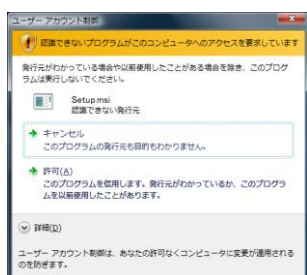 ユーザー アカウント制御
認識できないプログラムがこのコンピュータへのアクセスを要求しています
発行元がわかっている場合や以前使用したことがある場合を除き、このプログ
ラムは実行しないでください。
Setup.msi
認識できない発行元
キャンセル
このプログラムの発行元も目的もわかりません。
許可(A)
このプログラムを信用します。発行元がわかっているか、このプログラ
ムを以前使用したことがあります。
詳細(D)
ユーザー アカウント制御は、あなたの許可なくコンピュータに変更が適用される
のを防ぎます。